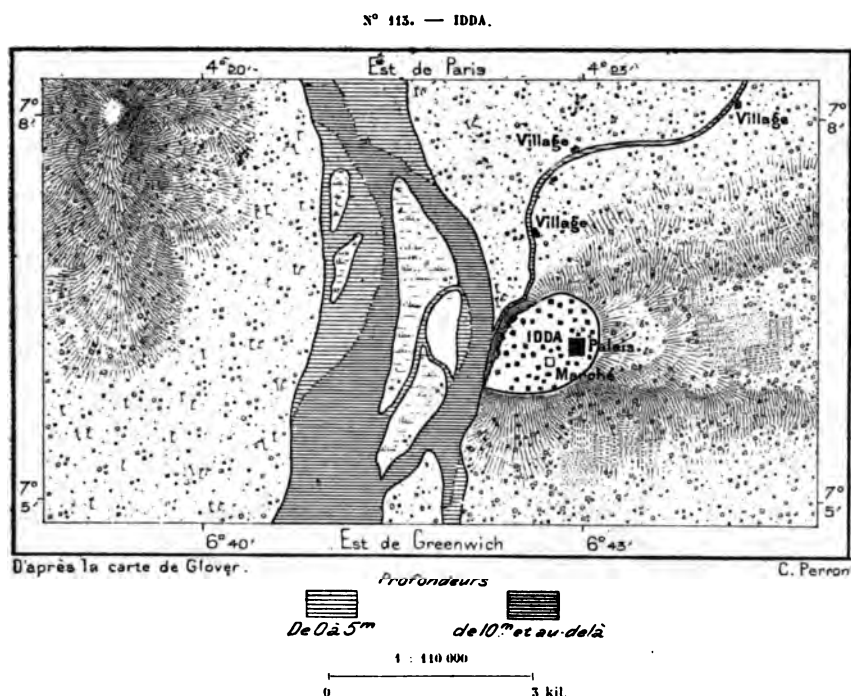 N° 113. — IDDA.
4°20' Est de Paris 4°23'
7° 8' 7° 8'
Village
Village
Village
IDDA
Palais
Marché
7° 5' 7° 5'
6°40' Est de Greenwich 6°43'
D'après la carte de Glover. C. Perron
Profondeurs
De 0 à 5m de 10m et au-delà
1 : 110 000
0 3 kil.